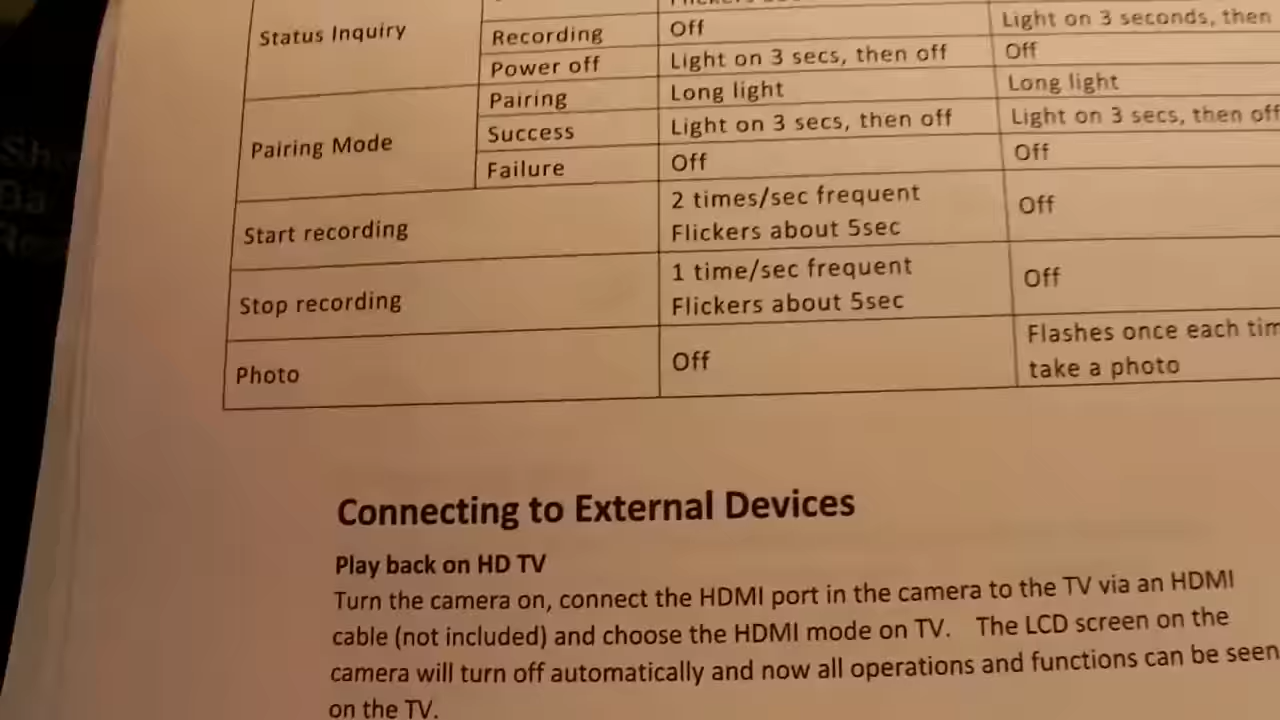 Status Inquiry
Recording Off Light on 3 seconds, then
Power off Light on 3 secs, then off Off
Pairing Mode
Pairing Long light Long light
Success Light on 3 secs, then off Light on 3 secs, then off
Failure Off Off
Start recording
2 times/sec frequent
Flickers about 5sec
Off
Stop recording
1 time/sec frequent
Flickers about 5sec
Off
Photo
Off
Flashes once each
take a photo
Connecting to External Devices
Play back on HD TV
Turn the camera on, connect the HDMI port in the camera to the TV via an HDMI
cable (not included) and choose the HDMI mode on TV. The LCD screen on the
camera will turn off automatically and now all operations and functions can be seen
on the TV.